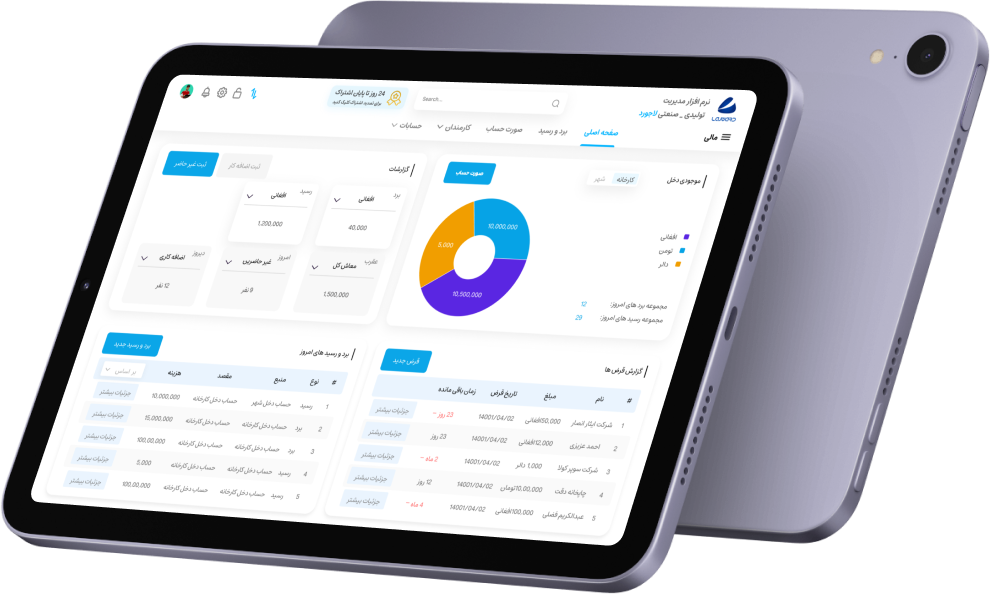 نرم افزار مدیریت
تولیدی _ صنعتی لاجورد
Search...
24 روز تا پایان اشتراک
برای تمدید اشتراک کلیک کنید
مالی
صفحه اصلی
برد و رسید
صورت حساب
کارمندان
حسابات
موجودی دخل
کارخانه
شهر
صورت حساب
افغانی
تومن
دالر
10,000,000
5,000
10,500,000
مجموعه برد های امروز: 12
مجموعه رسید های امروز: 29
گزارشات
ثبت اضافه کار
ثبت غیر حاضر
برد
افغانی
40,000
رسید
افغانی
1,200,000
عقرب
معاش کل
1,500,000
امروز
غیر حاضرین
9 نفر
دیروز
اضافه کاری
12 نفر
گزارش قرض ها
قرض جدید
# نام مبلغ تاریخ قرض زمان باقی مانده
1 شرکت ایثار انصار 50,000افغانی 14001/04/02 23 روز – جزئیات بیشتر
2 احمد عزیزی 12,000افغانی 14001/04/02 23 روز جزئیات بیشتر
3 شرکت سوپر کولا 1,000 دالر 14001/04/02 2 ماه – جزئیات بیشتر
4 چاپخانه دقت 10,00,000تومان 14001/04/02 12 روز جزئیات بیشتر
5 عبدالکریم فضلی 100,000افغانی 14001/04/02 4 ماه – جزئیات بیشتر
برد و رسید های امروز
برد و رسید جدید
# نوع منبع مقصد هزینه بر اساس
1 رسید حساب دخل شهر حساب دخل کارخانه 10,000,000 جزئیات بیشتر
2 برد حساب دخل کارخانه حساب دخل کارخانه 15,000,000 جزئیات بیشتر
3 برد حساب دخل کارخانه حساب دخل کارخانه 100,00,000 جزئیات بیشتر
4 رسید حساب دخل کارخانه حساب دخل کارخانه 5,000 جزئیات بیشتر
5 رسید حساب دخل کارخانه حساب دخل کارخانه 100,00,000 جزئیات بیشتر